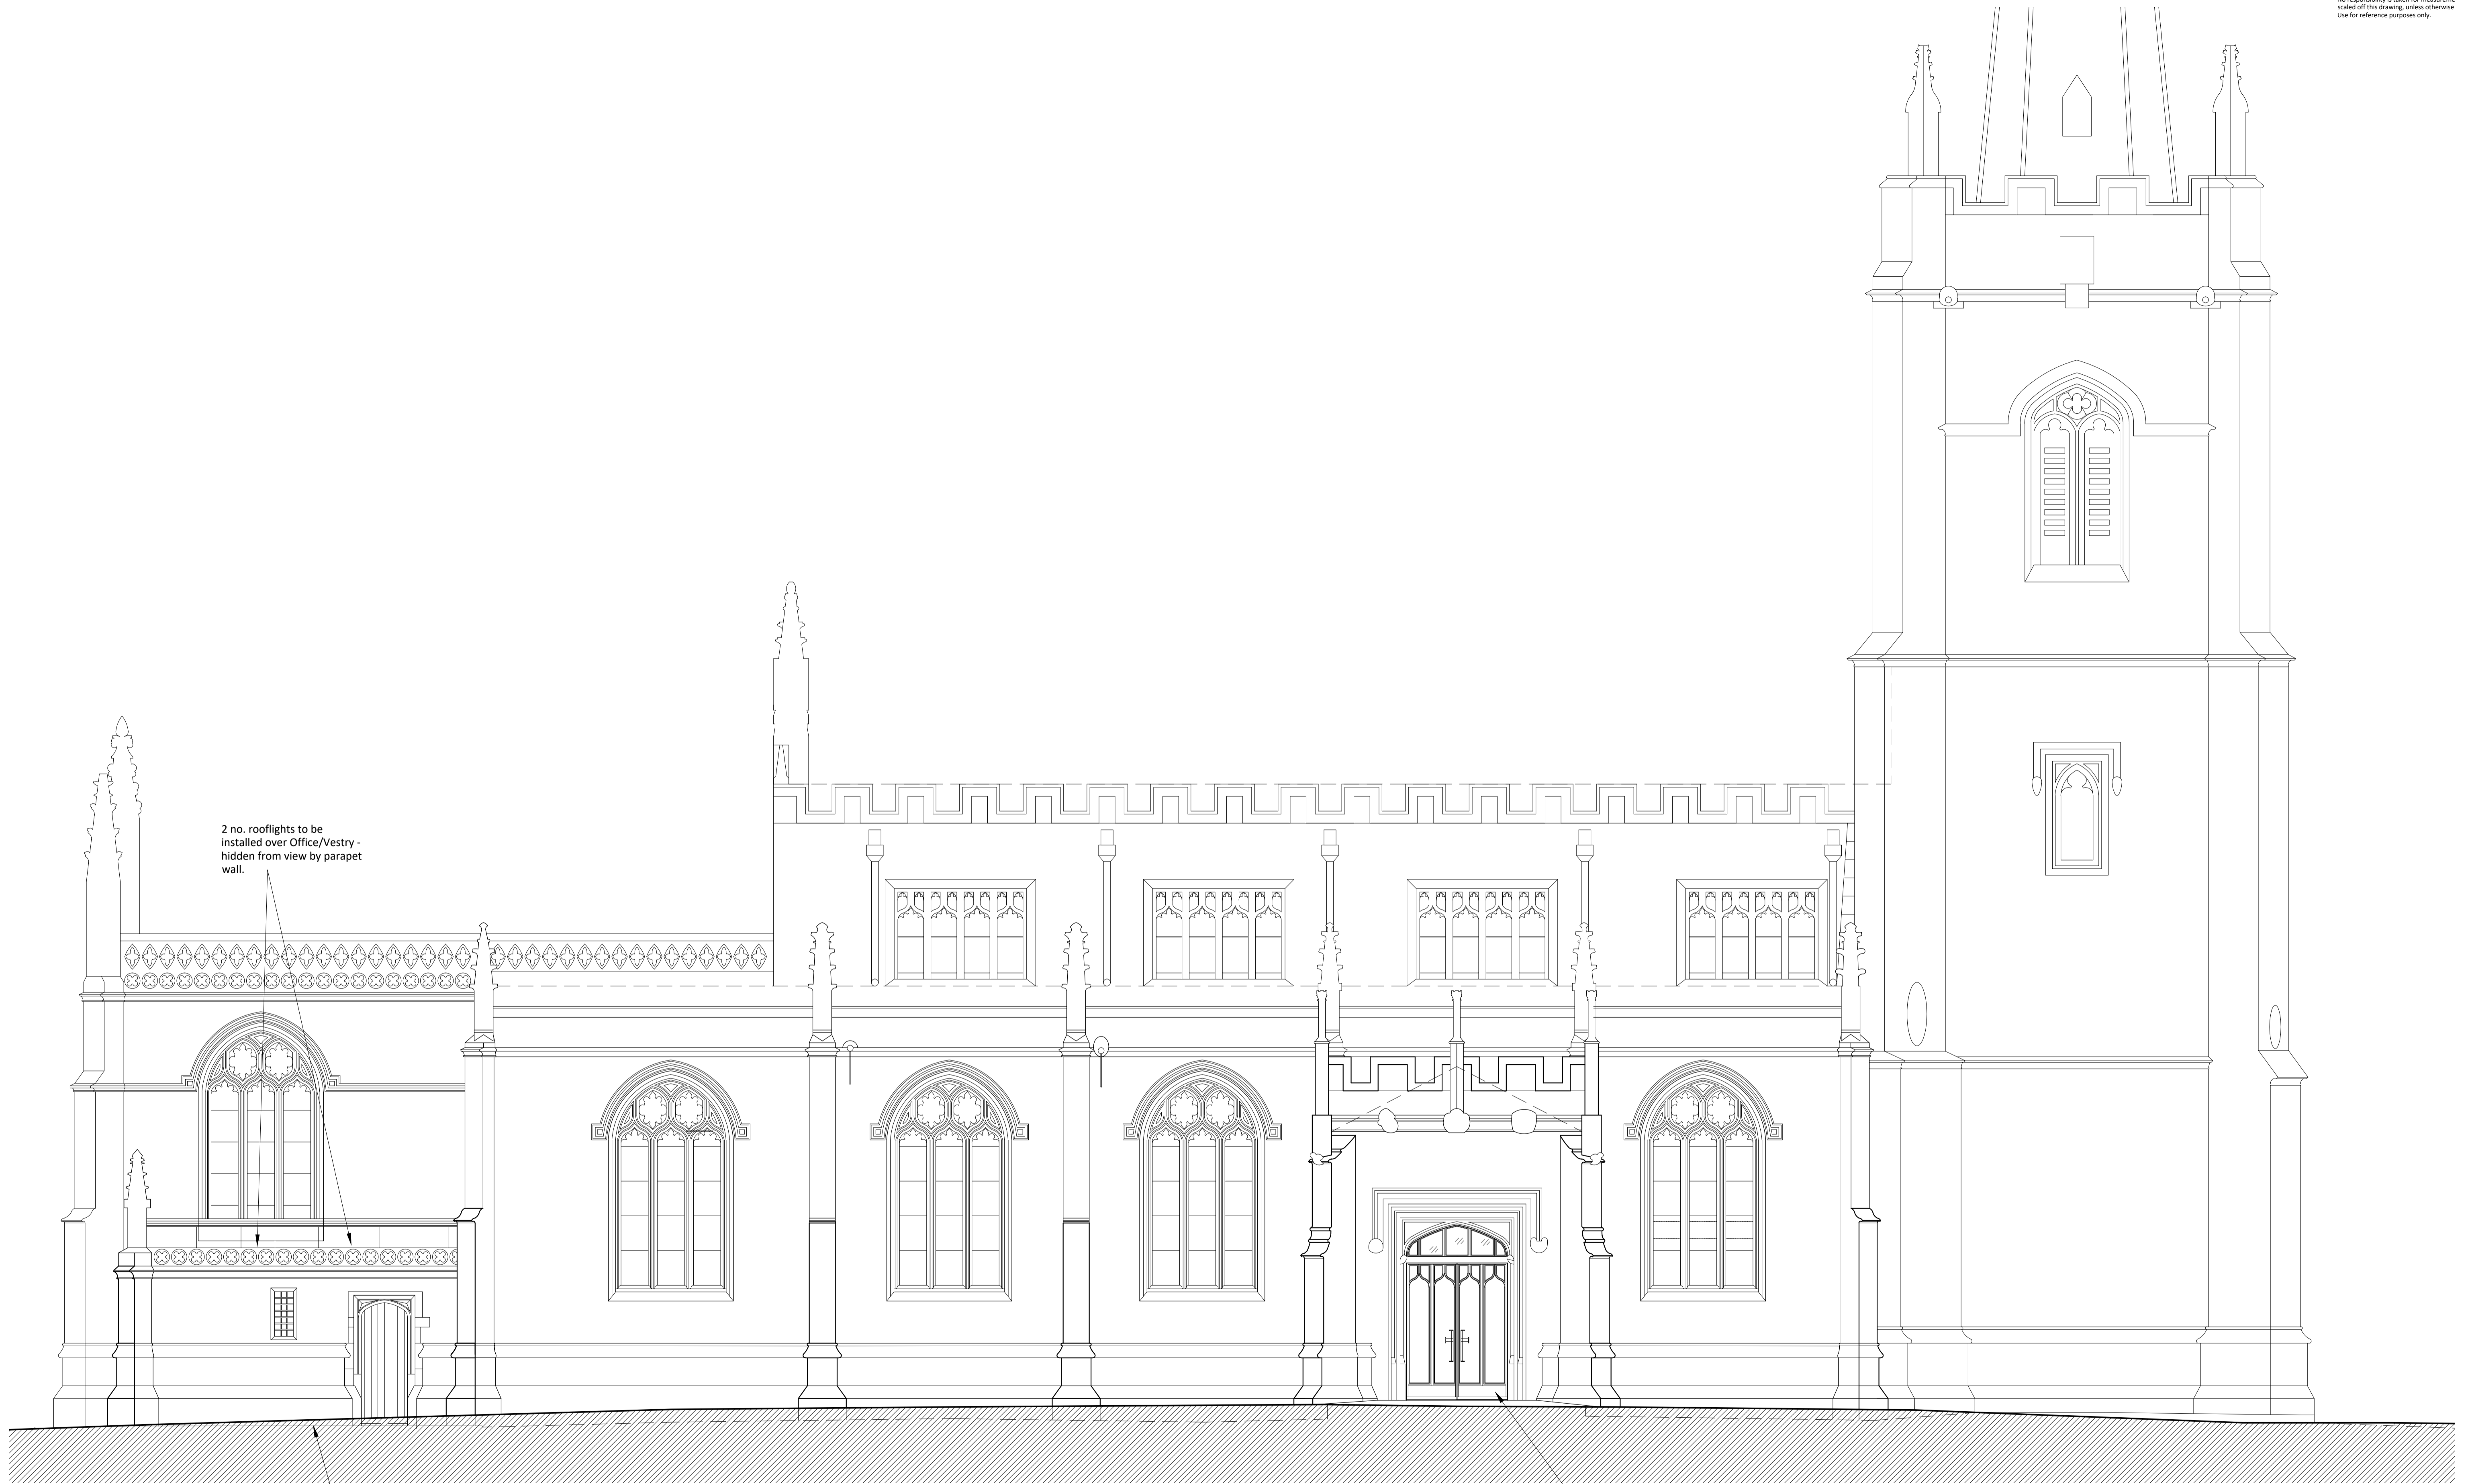 scaled off this drawing, unless otherwise
Use for reference purposes only.
2 no. rooflights to be
installed over Office/Vestry -
hidden from view by parapet
wall.